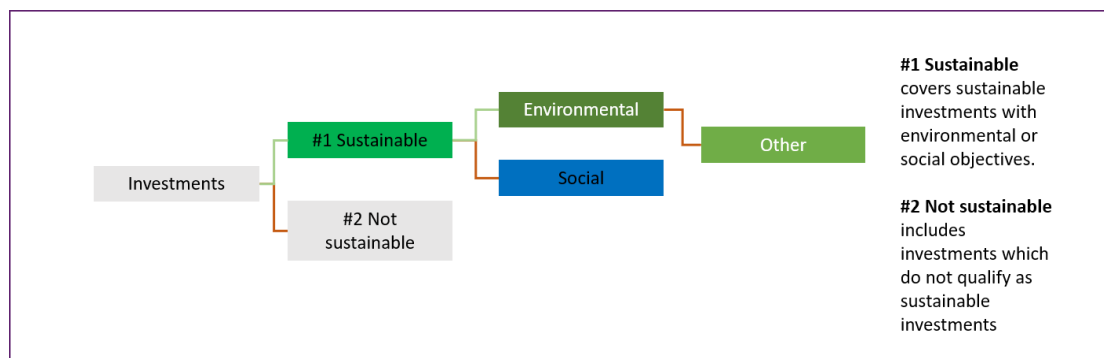 Investments
#1 Sustainable
#2 Not
sustainable
Environmental
Social
Other
#1 Sustainable
covers sustainable
investments with
environmental or
social objectives.
#2 Not sustainable
includes
investments which
do not qualify as
sustainable
investments